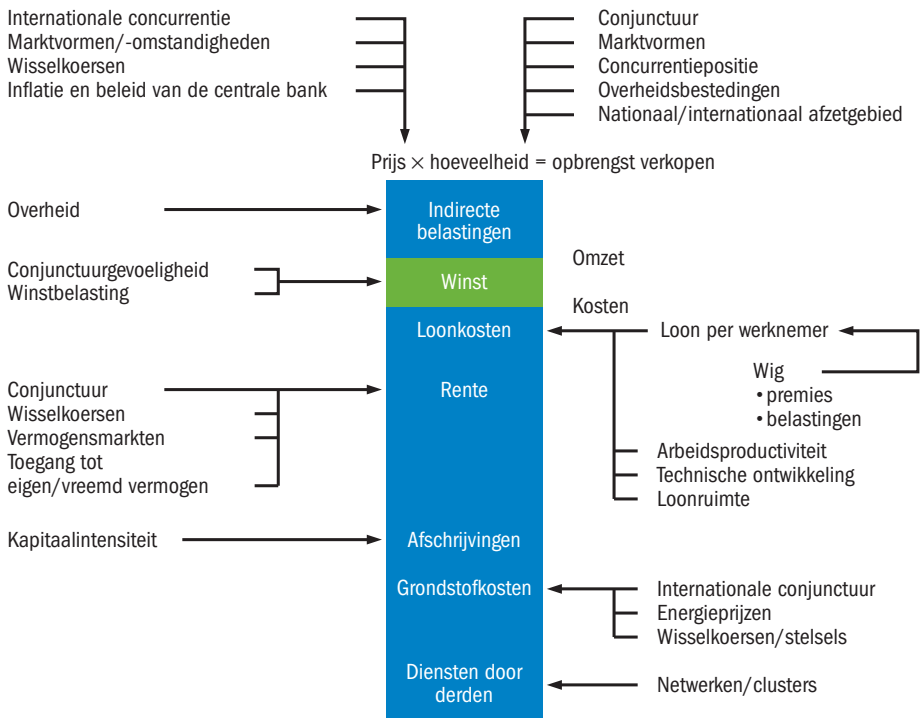 Internationale concurrentie
Marktvormen/-omstandigheden
Wisselkoersen
Inflatie en beleid van de centrale bank
Conjunctuur
Marktvormen
Concurrentiepositie
Overheidsbestedingen
Nationaal/internationaal afzetgebied
Prijs × hoeveelheid = opbrengst verkopen
Overheid
Indirecte
belastingen
Conjunctuurgevoeligheid
Winstbelasting
Winst
Omzet
Kosten
Loonkosten
Loon per werknemer
Wig
• premies
• belastingen
Conjunctuur
Wisselkoersen
Vermogensmarkten
Toegang tot
eigen/vreemd vermogen
Rente
Arbeidsproductiviteit
Technische ontwikkeling
Loonruimte
Kapitaalintensiteit
Afschrijvingen
Grondstofkosten
Internationale conjunctuur
Energieprijzen
Wisselkoersen/stelsels
Diensten door
derden
Netwerken/clusters